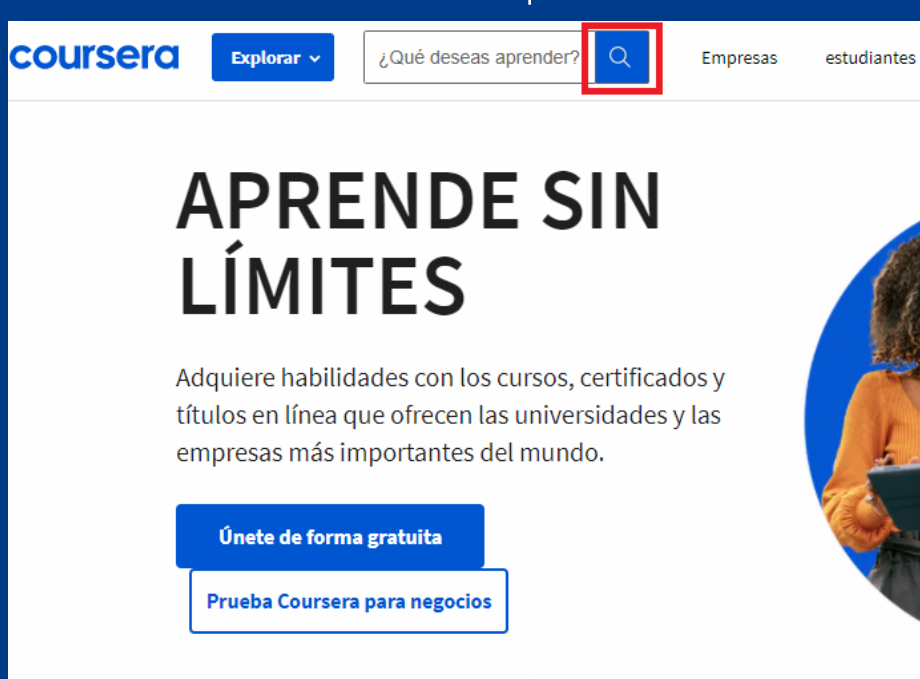 coursera Explorar ¿Qué deseas aprender? Empresas estudiantes
APRENDE SIN
LÍMITES
Adquiere habilidades con los cursos, certificados y
títulos en línea que ofrecen las universidades y las
empresas más importantes del mundo.
Únete de forma gratuita
Prueba Coursera para negocios